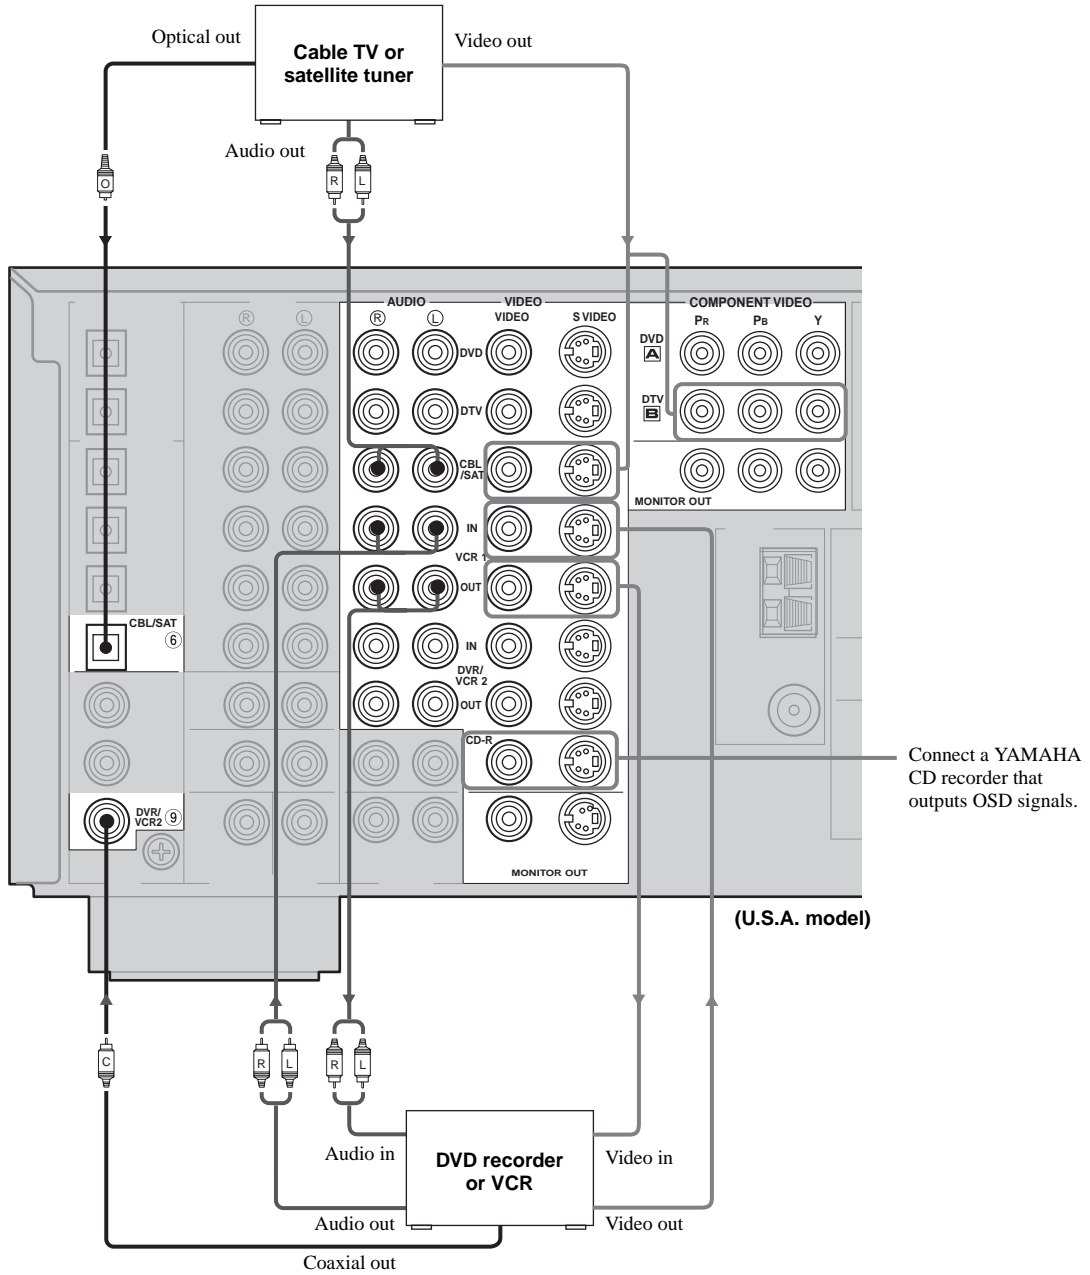 Optical out
Cable TV or
satellite tuner
Video out
Audio out
O
R L
AUDIO VIDEO COMPONENT VIDEO
R L R L VIDEO S VIDEO PR PB Y
DVD
DVD
A
DTV
DTV
B
CBL
/SAT
MONITOR OUT
IN
VCR 1
OUT
CBL/SAT
6
IN
DVR/
VCR 2
OUT
CD-R
Connect a YAMAHA
CD recorder that
outputs OSD signals.
DVR/
VCR2 9
MONITOR OUT
(U.S.A. model)
C
R L
R L
Audio in
DVD recorder
or VCR
Video in
Audio out
Video out
Coaxial out